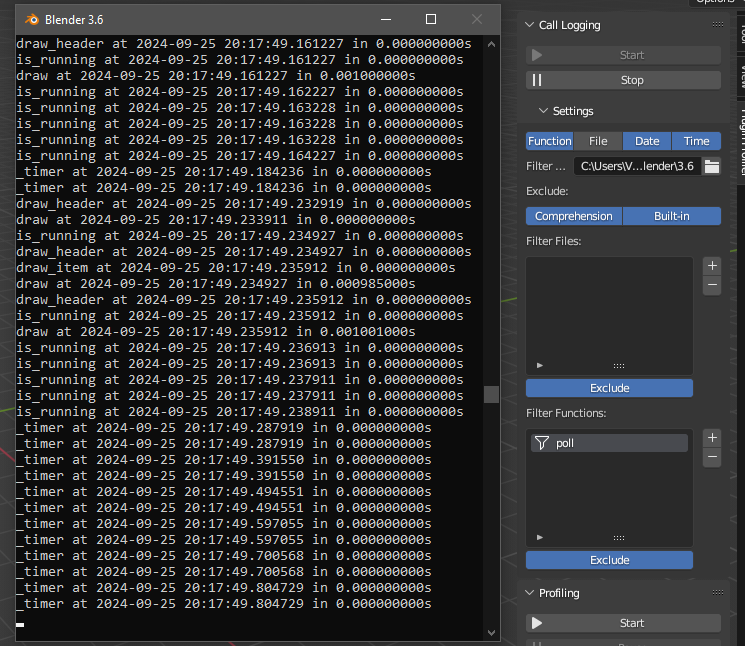 Blender 3.6
draw_header at 2024-09-25 20:17:49.161227 in 0.000000000s
is_running at 2024-09-25 20:17:49.161227 in 0.000000000s
draw at 2024-09-25 20:17:49.161227 in 0.001000000s
is_running at 2024-09-25 20:17:49.162227 in 0.000000000s
is_running at 2024-09-25 20:17:49.163228 in 0.000000000s
is_running at 2024-09-25 20:17:49.163228 in 0.000000000s
is_running at 2024-09-25 20:17:49.163228 in 0.000000000s
is_running at 2024-09-25 20:17:49.164227 in 0.000000000s
_timer at 2024-09-25 20:17:49.184236 in 0.000000000s
_timer at 2024-09-25 20:17:49.184236 in 0.000000000s
draw_header at 2024-09-25 20:17:49.232919 in 0.000000000s
draw at 2024-09-25 20:17:49.233911 in 0.000000000s
is_running at 2024-09-25 20:17:49.234927 in 0.000000000s
draw_header at 2024-09-25 20:17:49.234927 in 0.000000000s
draw_item at 2024-09-25 20:17:49.235912 in 0.000000000s
draw at 2024-09-25 20:17:49.234927 in 0.000985000s
draw_header at 2024-09-25 20:17:49.235912 in 0.000000000s
is_running at 2024-09-25 20:17:49.235912 in 0.000000000s
draw at 2024-09-25 20:17:49.235912 in 0.001001000s
is_running at 2024-09-25 20:17:49.236913 in 0.000000000s
is_running at 2024-09-25 20:17:49.236913 in 0.000000000s
is_running at 2024-09-25 20:17:49.237911 in 0.000000000s
is_running at 2024-09-25 20:17:49.237911 in 0.000000000s
is_running at 2024-09-25 20:17:49.238911 in 0.000000000s
_timer at 2024-09-25 20:17:49.287919 in 0.000000000s
_timer at 2024-09-25 20:17:49.287919 in 0.000000000s
_timer at 2024-09-25 20:17:49.391550 in 0.000000000s
_timer at 2024-09-25 20:17:49.391550 in 0.000000000s
_timer at 2024-09-25 20:17:49.494551 in 0.000000000s
_timer at 2024-09-25 20:17:49.494551 in 0.000000000s
_timer at 2024-09-25 20:17:49.597055 in 0.000000000s
_timer at 2024-09-25 20:17:49.597055 in 0.000000000s
_timer at 2024-09-25 20:17:49.700568 in 0.000000000s
_timer at 2024-09-25 20:17:49.700568 in 0.000000000s
_timer at 2024-09-25 20:17:49.804729 in 0.000000000s
_timer at 2024-09-25 20:17:49.804729 in 0.000000000s
Call Logging
Start
Stop
Settings
Function File Date Time
Filter ... C:\Users\V...lender\3.6
Exclude:
Comprehension Built-in
Filter Files:
Exclude
Filter Functions:
poll
Exclude
Profiling
Start